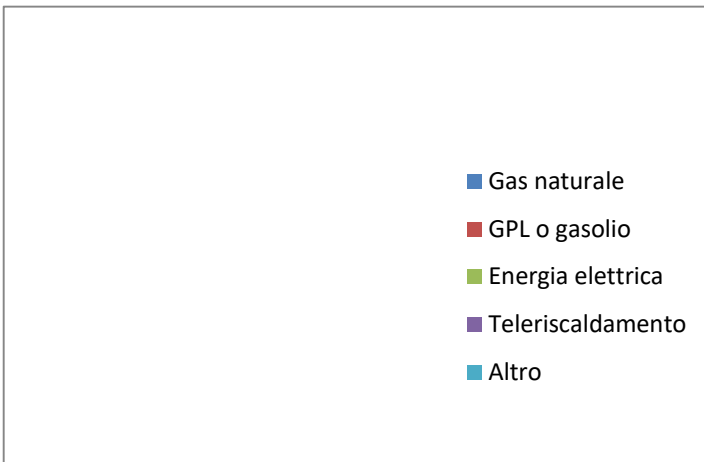 Gas naturale
GPL o gasolio
Energia elettrica
Teleriscaldamento
Altro